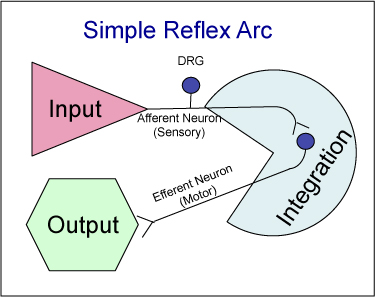 Simple Reflex Arc
DRG
Input
Afferent Neuron
(Sensory)
Integration
Efferent Neuron
(Motor)
Output